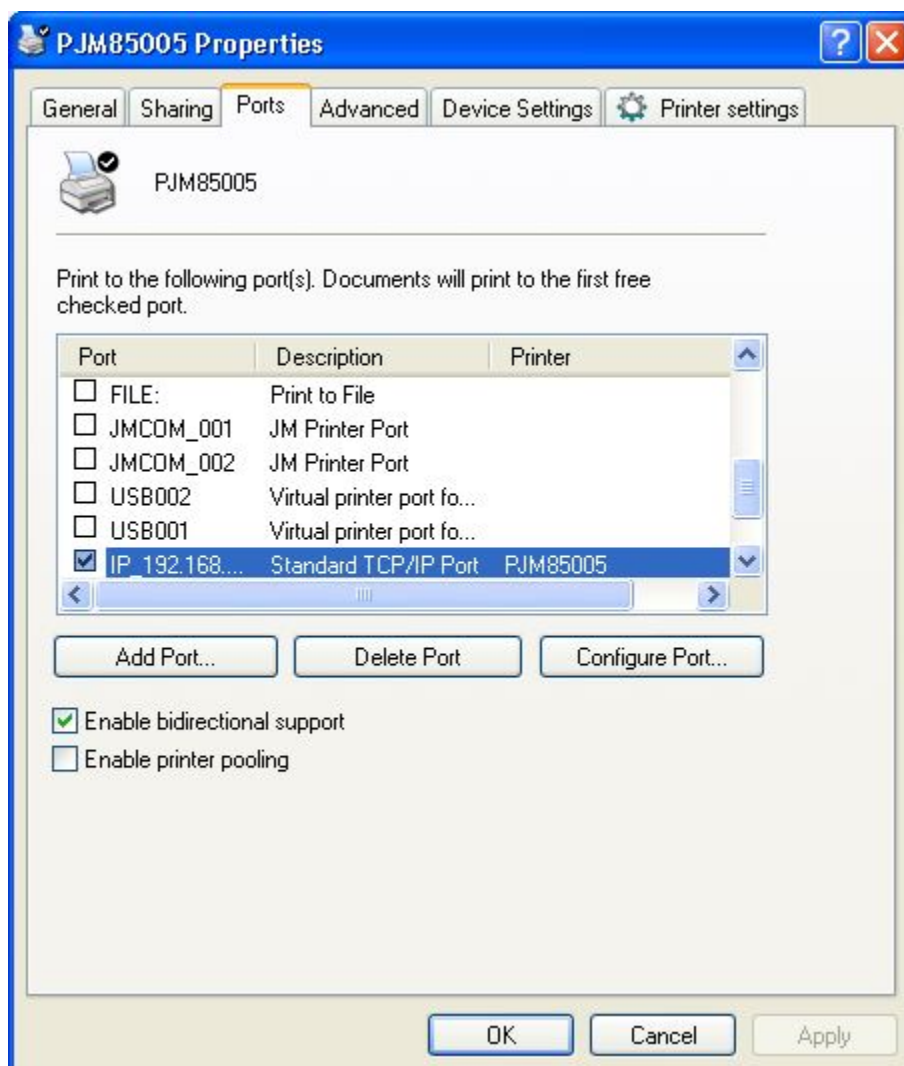 PJM85005 Properties
General Sharing Ports Advanced Device Settings Printer settings
PJM85005
Print to the following port(s). Documents will print to the first free
checked port.
Port Description Printer
FILE: Print to File
JMCOM_001 JM Printer Port
JMCOM_002 JM Printer Port
USB002 Virtual printer port fo...
USB001 Virtual printer port fo...
IP_192.168.... Standard TCP/IP Port PJM85005
Add Port... Delete Port Configure Port...
Enable bidirectional support
Enable printer pooling
OK Cancel Apply